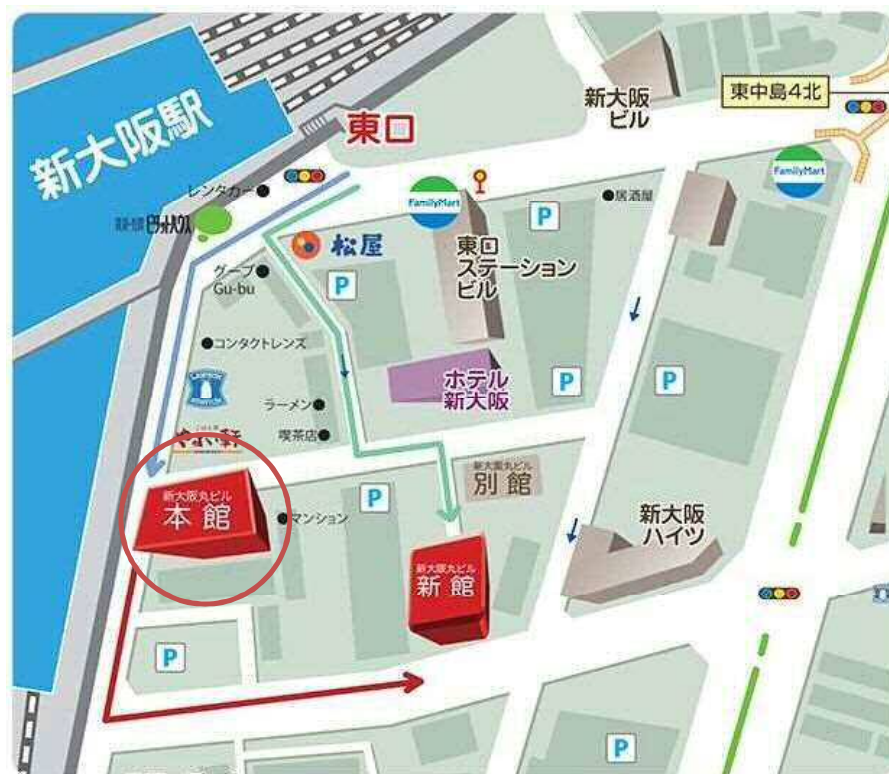 新大阪駅
東口
新大阪
ビル
東中島4北
レンタカー
FamilyMart
FamilyMart
居酒屋
P
松屋
東口
ステーション
ビル
グーブ
Gu-bu
P
コンタクトレンズ
ホテル
新大阪
P
P
ラーメン
喫茶店
やよい軒
新大阪丸ビル
別館
新大阪丸ビル
本館
P
マンション
新大阪
ハイツ
新大阪丸ビル
新館
P
P